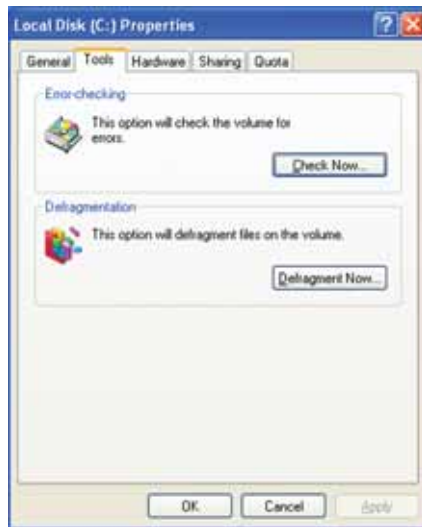 Local Disk (C:) Properties
General Tools Hardware Sharing Quota
Error-checking
This option will check the volume for
errors.
Check Now...
Defragmentation
This option will defragment files on the volume.
Defragment Now...
OK Cancel Apply